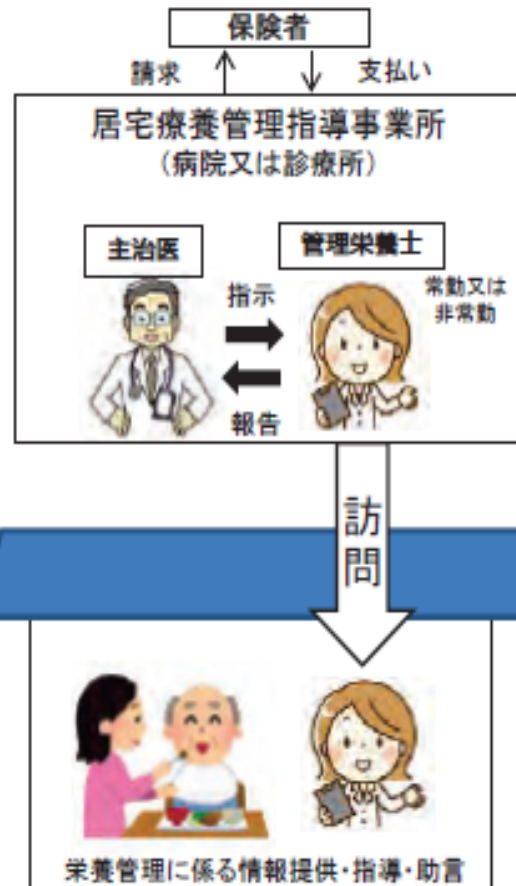 保険者
請求
支払い
居宅療養管理指導事業所
(病院又は診療所)
主治医
管理栄養士
指示
常勤又は
非常勤
報告
訪
問
栄養管理に係る情報提供・指導・助言